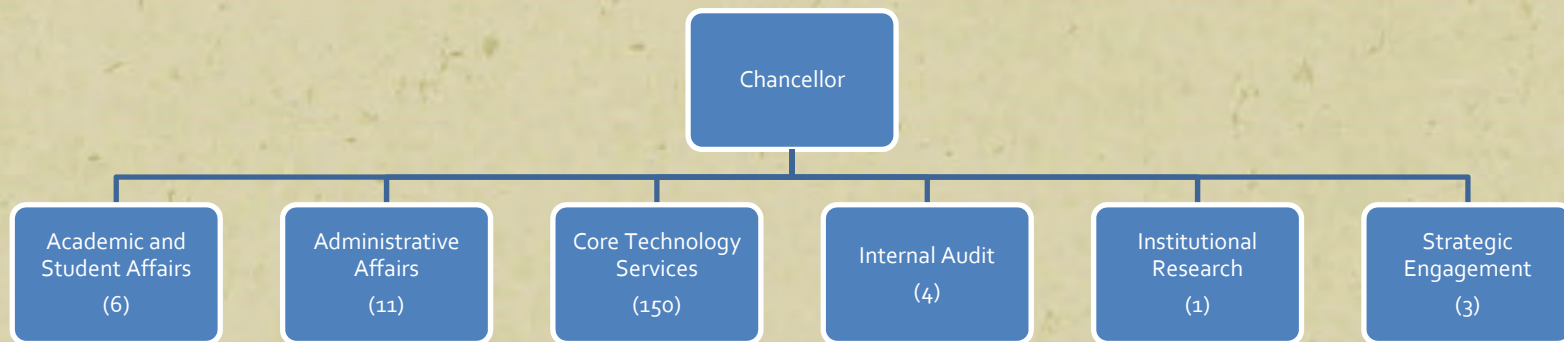 Chancellor
Academic and
Student Affairs
(6)
Administrative
Affairs
(11)
Core Technology
Services
(150)
Internal Audit
(4)
Institutional
Research
(1)
Strategic
Engagement
(3)